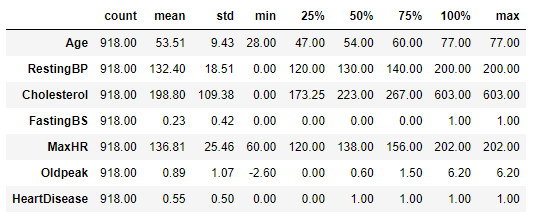 count mean std min 25% 50% 75% 100% max
Age 918.00 53.51 9.43 28.00 47.00 54.00 60.00 77.00 77.00
RestingBP 918.00 132.40 18.51 0.00 120.00 130.00 140.00 200.00 200.00
Cholesterol 918.00 198.80 109.38 0.00 173.25 223.00 267.00 603.00 603.00
FastingBS 918.00 0.23 0.42 0.00 0.00 0.00 0.00 1.00 1.00
MaxHR 918.00 136.81 25.46 60.00 120.00 138.00 156.00 202.00 202.00
Oldpeak 918.00 0.89 1.07 -2.60 0.00 0.60 1.50 6.20 6.20
HeartDisease 918.00 0.55 0.50 0.00 0.00 1.00 1.00 1.00 1.00